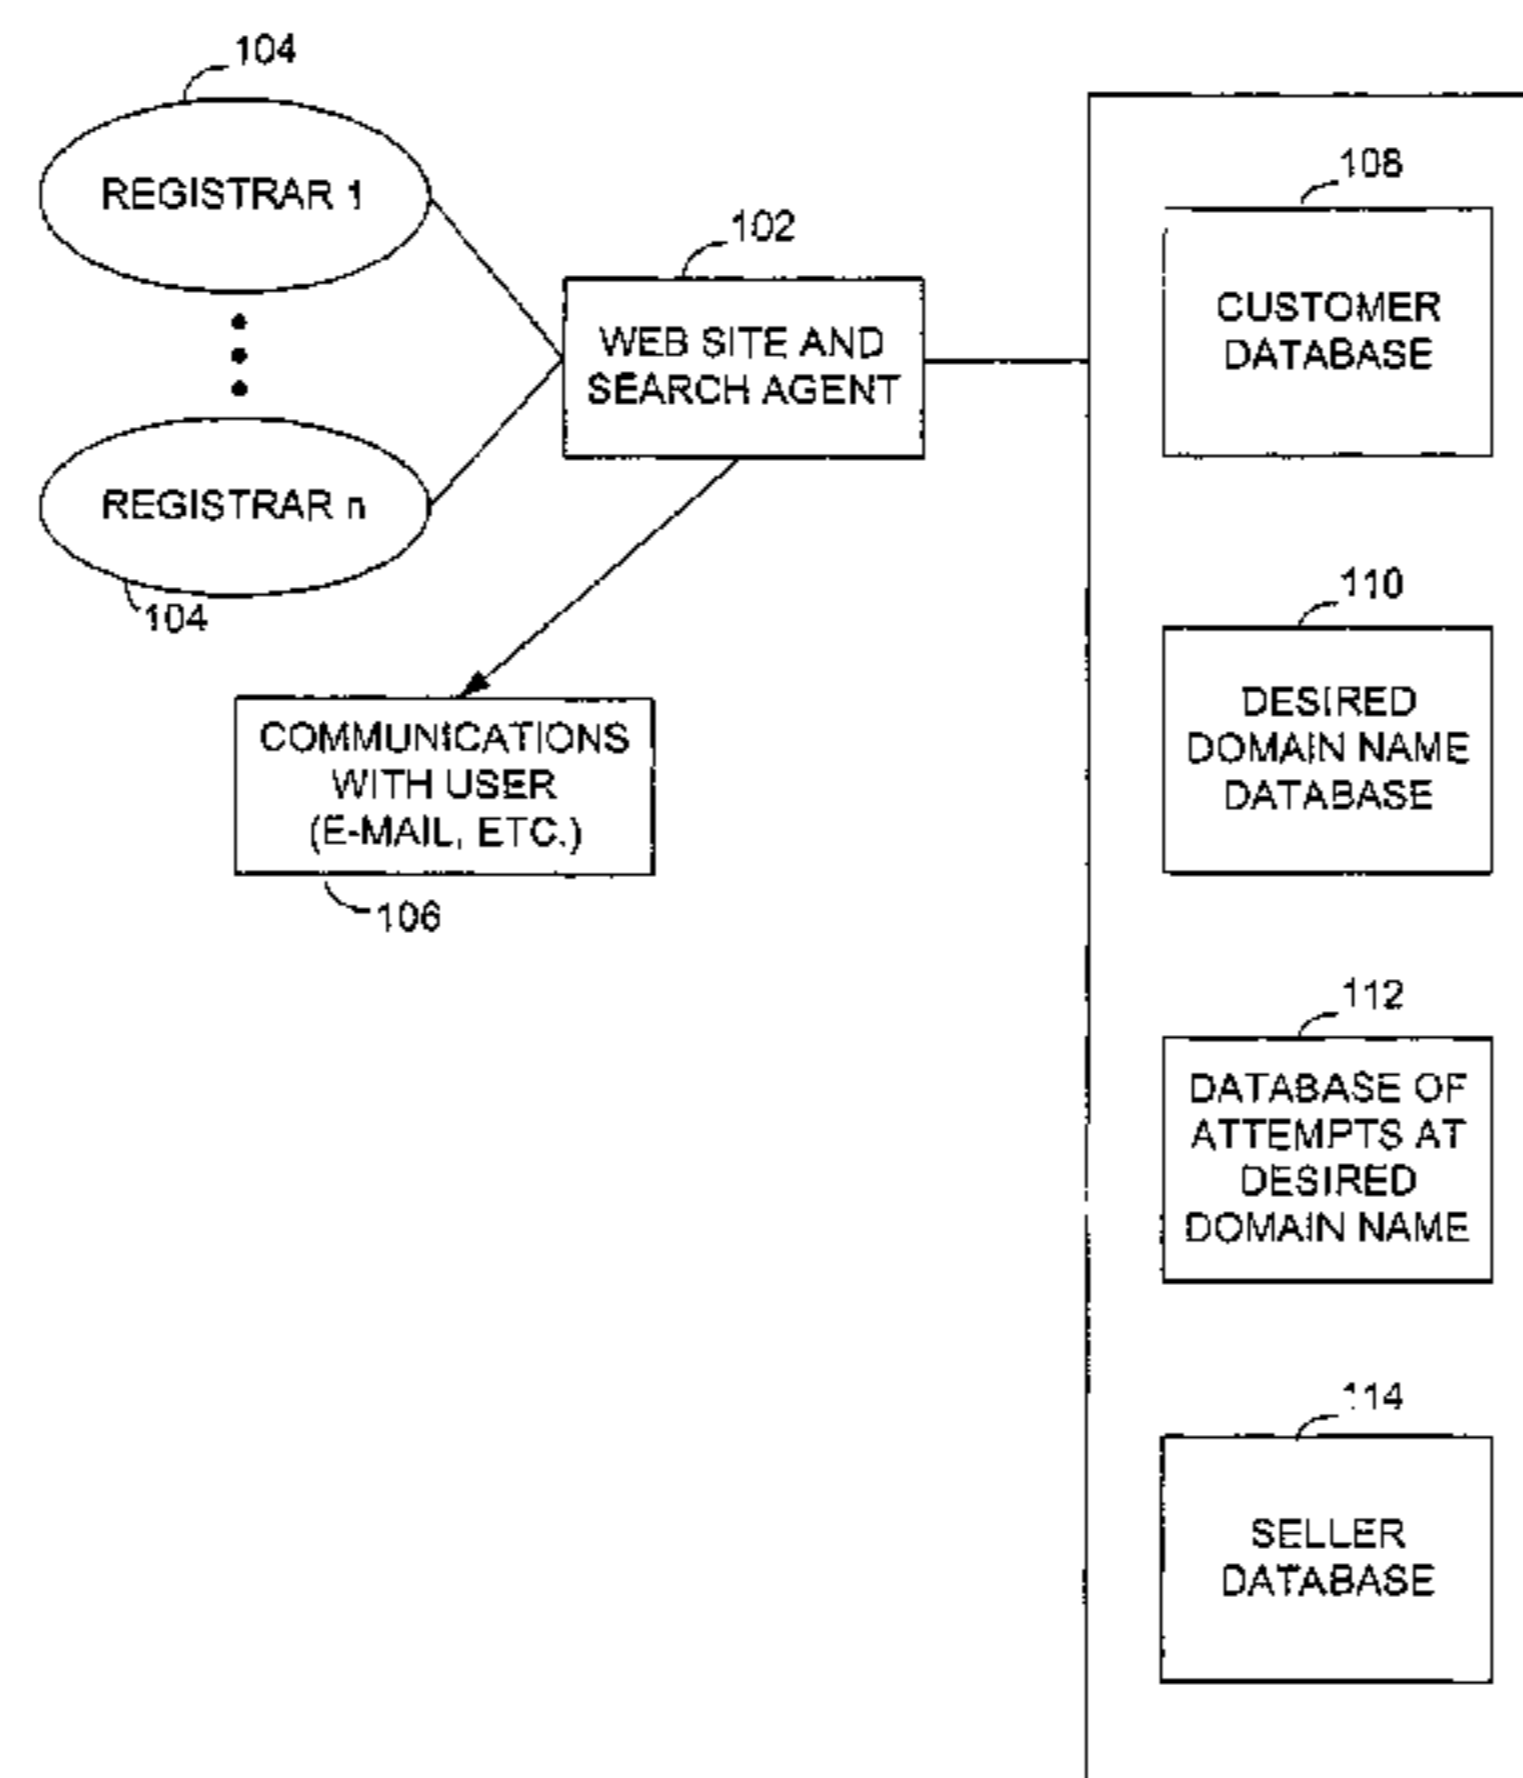 104
REGISTRAR 1
REGISTRAR n
104
102
WEB SITE AND
SEARCH AGENT
COMMUNICATIONS
WITH USER
(E-MAIL, ETC.)
106
108
CUSTOMER
DATABASE
110
DESIRED
DOMAIN NAME
DATABASE
112
DATABASE OF
ATTEMPTS AT
DESIRED
DOMAIN NAME
114
SELLER
DATABASE